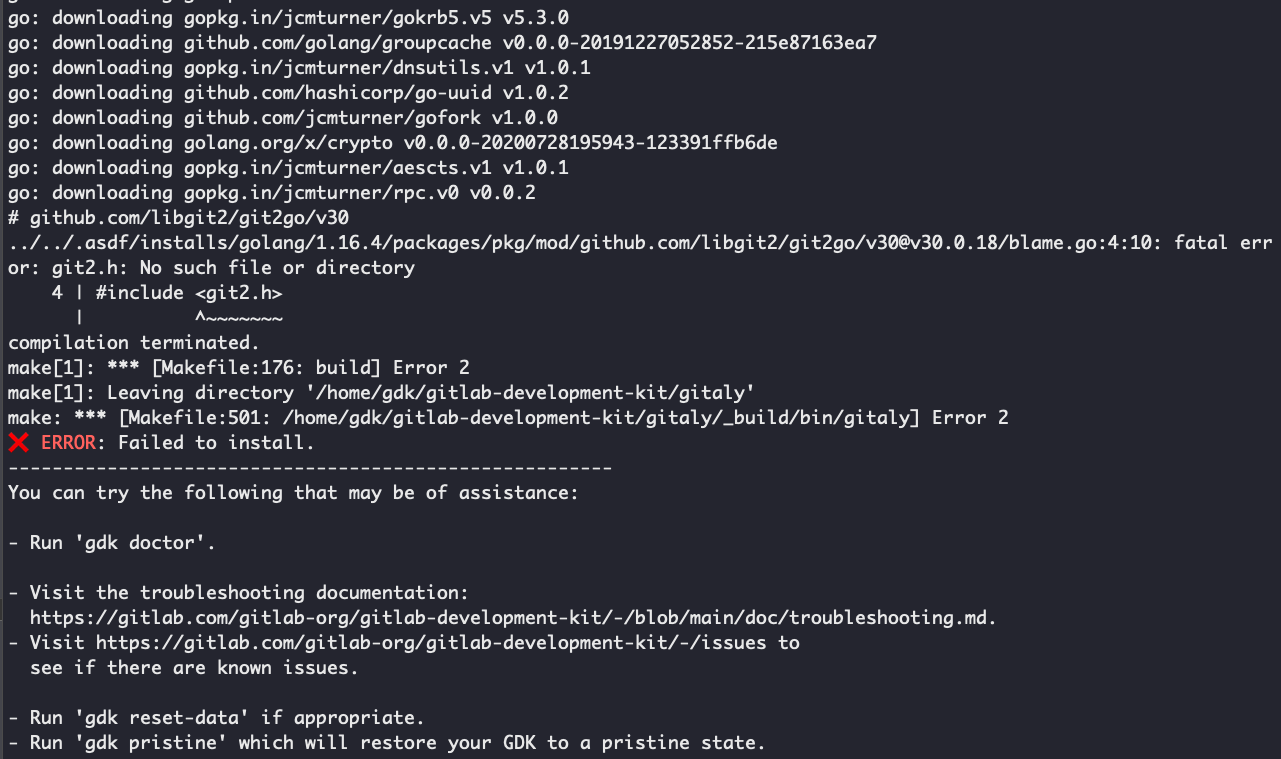 go: downloading gopkg.in/jcmturner/gokrb5.v5 v5.3.0
go: downloading github.com/golang/groupcache v0.0.0-20191227052852-215e87163ea7
go: downloading gopkg.in/jcmturner/dnsutils.v1 v1.0.1
go: downloading github.com/hashicorp/go-uuid v1.0.2
go: downloading github.com/jcmturner/gofork v1.0.0
go: downloading golang.org/x/crypto v0.0.0-20200728195943-123391ffb6de
go: downloading gopkg.in/jcmturner/aescts.v1 v1.0.1
go: downloading gopkg.in/jcmturner/rpc.v0 v0.0.2
# github.com/libgit2/git2go/v30
../../.asdf/installs/golang/1.16.4/packages/pkg/mod/github.com/libgit2/git2go/v30@v30.0.18/blame.go:4:10: fatal err
or: git2.h: No such file or directory
    4 | #include <git2.h>
      |          ^~~~~~~~
compilation terminated.
make[1]: *** [Makefile:176: build] Error 2
make[1]: Leaving directory '/home/gdk/gitlab-development-kit/gitaly'
make: *** [Makefile:501: /home/gdk/gitlab-development-kit/gitaly/_build/bin/gitaly] Error 2
❌ ERROR: Failed to install.
-------------------------------------------------------
You can try the following that may be of assistance:

- Run 'gdk doctor'.

- Visit the troubleshooting documentation:
  https://gitlab.com/gitlab-org/gitlab-development-kit/-/blob/main/doc/troubleshooting.md.
- Visit https://gitlab.com/gitlab-org/gitlab-development-kit/-/issues to
  see if there are known issues.

- Run 'gdk reset-data' if appropriate.
- Run 'gdk pristine' which will restore your GDK to a pristine state.